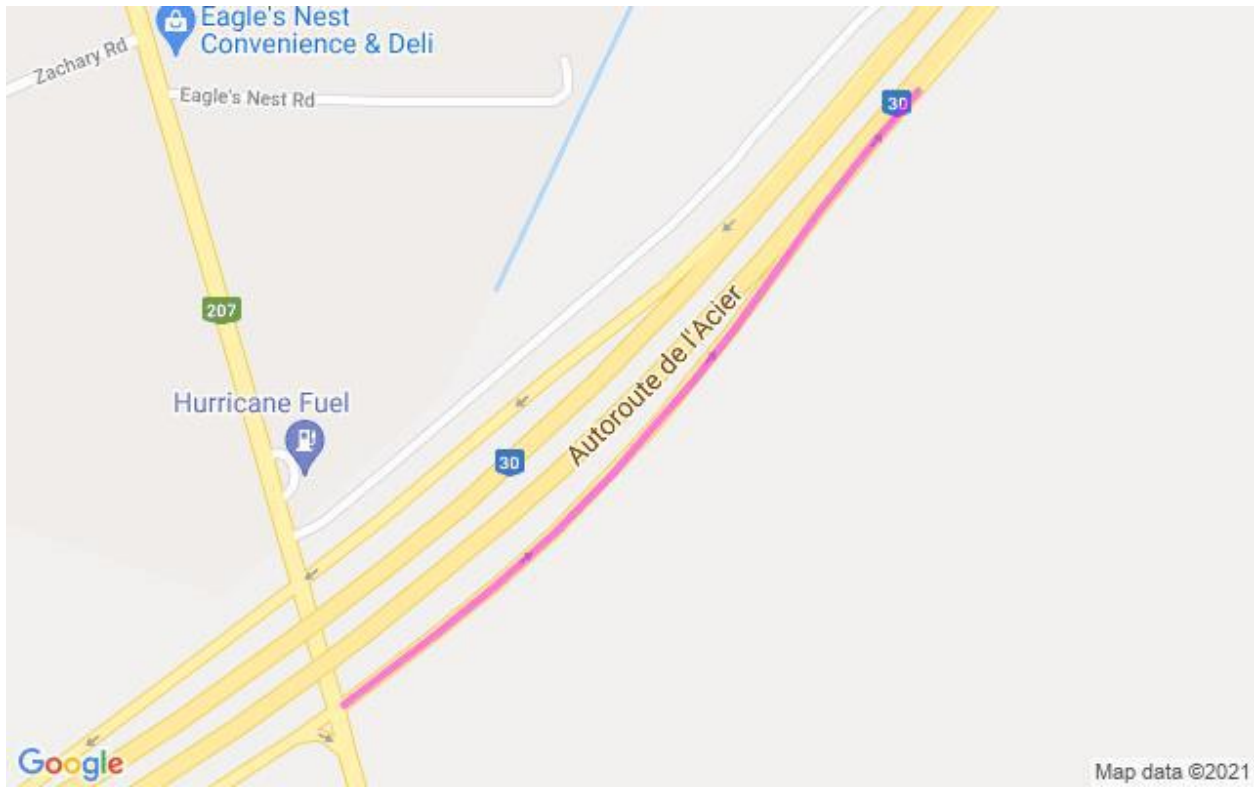 Eagle's Nest
Convenience & Deli
Zachary Rd
Eagle's Nest Rd
30
207
Autoroute de l'Acier
Hurricane Fuel
30
Google
Map data ©2021